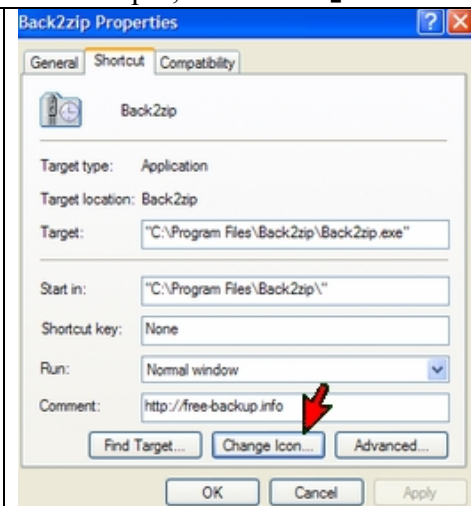 Back2zip Properties
General Shortcut Compatibility
Back2zip
Target type: Application
Target location: Back2zip
Target: "C:\Program Files\Back2zip\Back2zip.exe"
Start in: "C:\Program Files\Back2zip\"
Shortcut key: None
Run: Normal window
Comment: http://free-backup.info
Find Target... Change Icon... Advanced...
OK Cancel Apply